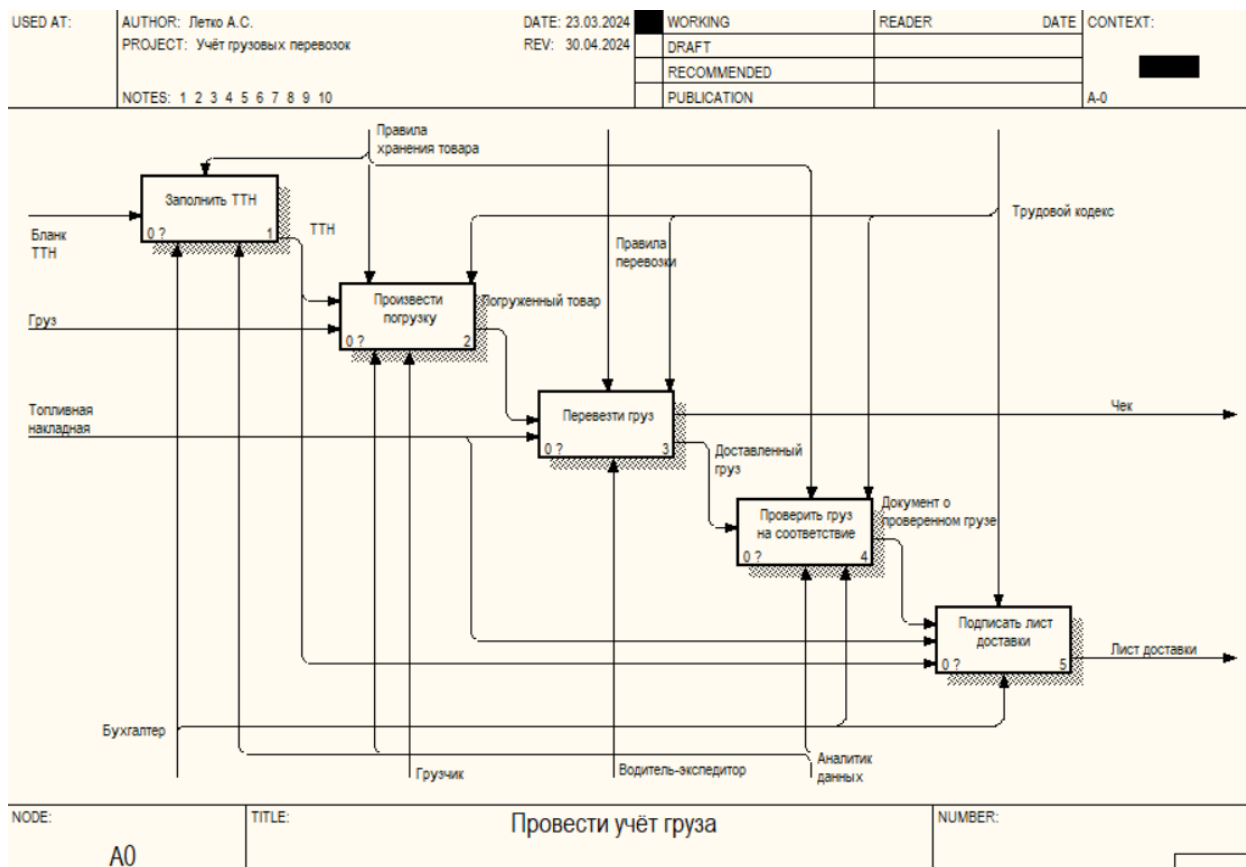 USED AT:
AUTHOR: Летко А.С.
DATE: 23.03.2024
WORKING
READER
DATE
CONTEXT:
PROJECT: Учёт грузовых перевозок
REV: 30.04.2024
DRAFT
RECOMMENDED
NOTES: 1 2 3 4 5 6 7 8 9 10
PUBLICATION
A-0
Правила
хранения товара
Заполнить ТТН
0 ?
1
Бланк
ТТН
ТТН
Трудовой кодекс
Правила
перевозки
Произвести
погрузку
0 ?
2
Погруженный товар
Груз
Топливная
накладная
Перевезти груз
0 ?
3
Чек
Доставленный
груз
Проверить груз
на соответствие
0 ?
4
Документ о
проверенном грузе
Подписать лист
доставки
0 ?
5
Лист доставки
Бухгалтер
Грузчик
Водитель-экспедитор
Аналитик
данных
NODE:
A0
TITLE:
Провести учёт груза
NUMBER: